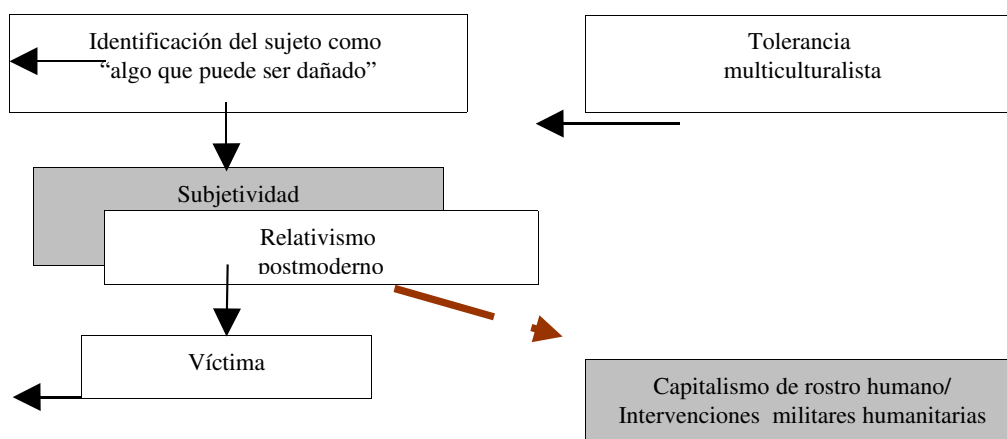 Identificación del sujeto como
“algo que puede ser dañado”
Tolerancia
multiculturalista
Subjetividad
Relativismo
postmoderno
Víctima
Capitalismo de rostro humano/
Intervenciones militares humanitarias